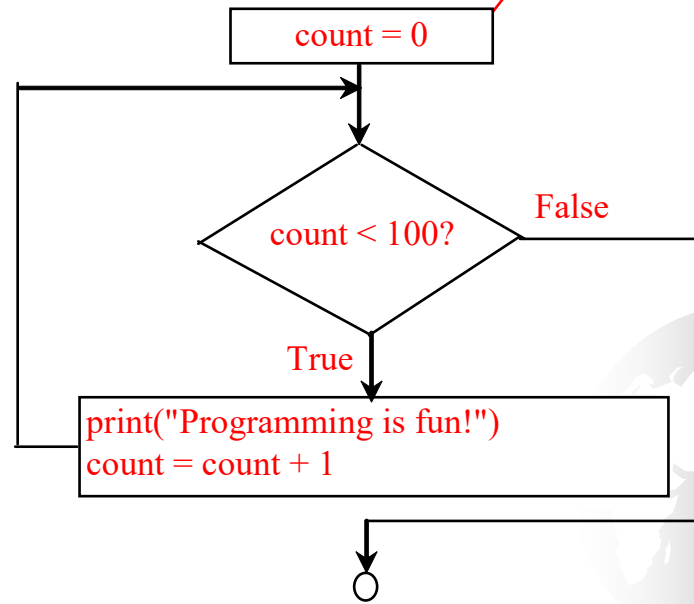 count = 0
count < 100?
False
True
print("Programming is fun!")
count = count + 1